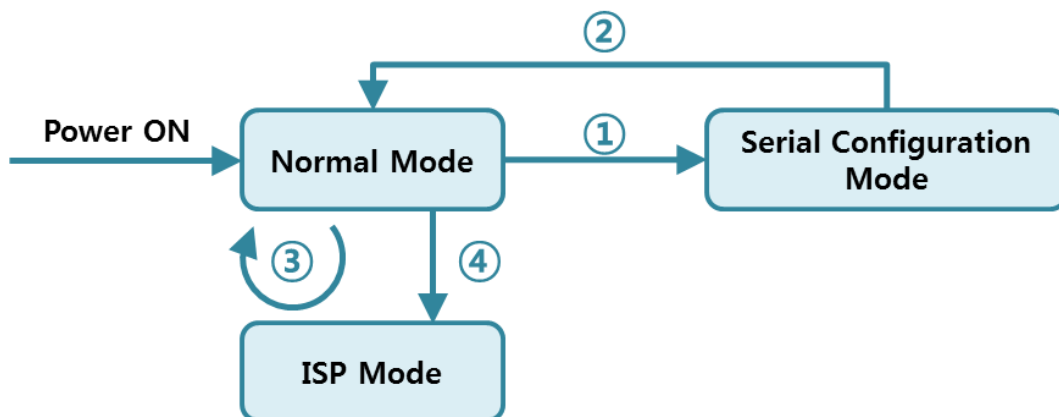 ②
Power ON
Normal Mode
①
Serial Configuration
Mode
③
④
ISP Mode